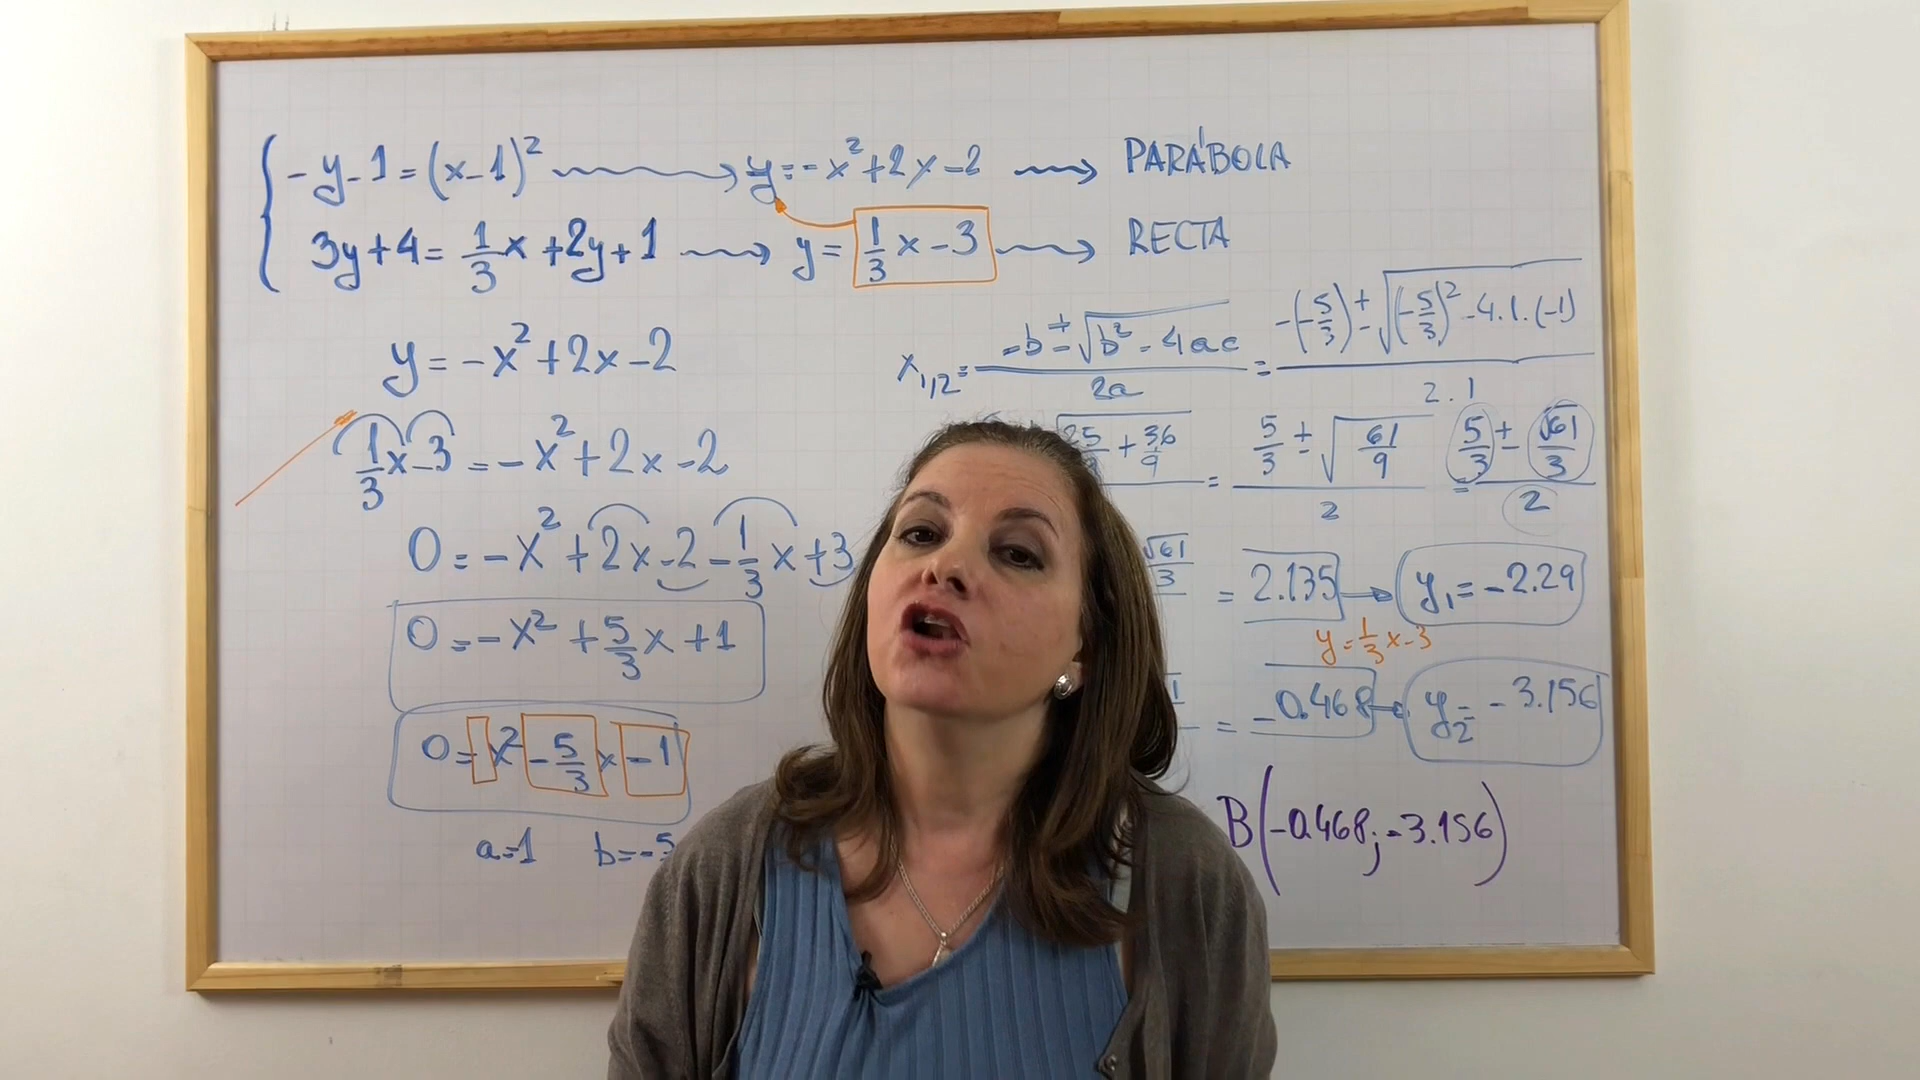 -y-1=(x-1)² → y=-x²+2x-2 → PARÁBOLA
3y+4=1/3x+2y+1 → y=1/3x-3 → RECTA
y=-x²+2x-2
1/3x-3=-x²+2x-2
0=-x²+2x-2-1/3x+3
0=-x²+5/3x+1
0=x²-5/3x-1
a=1 b=-5
x1,2=(-b±√(b²-4ac))/2a=(-(-5/3)±√((-5/3)²-4.1.(-1)))/2.1
+36/9 = (5/3±√(61/9))/2 = (5/3±√61/3)/2
√61/3 = 2.135 → y1=-2.29
y=1/3x-3
= -0.468 → y2=-3.156
B(-0.468;-3.156)